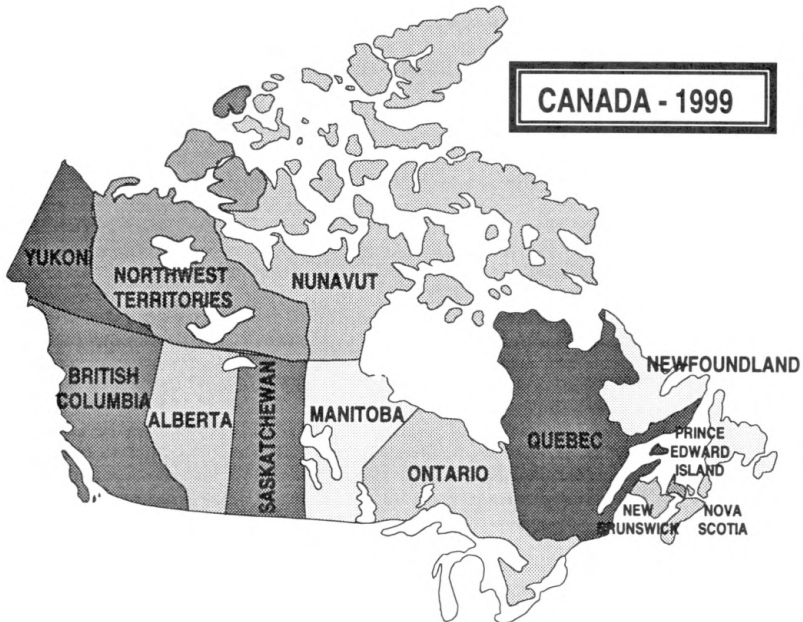 CANADA - 1999
YUKON
NORTHWEST
TERRITORIES
NUNAVUT
BRITISH
COLUMBIA
ALBERTA
SASKATCHEWAN
MANITOBA
ONTARIO
QUEBEC
NEWFOUNDLAND
PRINCE
EDWARD
ISLAND
NEW
BRUNSWICK
NOVA
SCOTIA